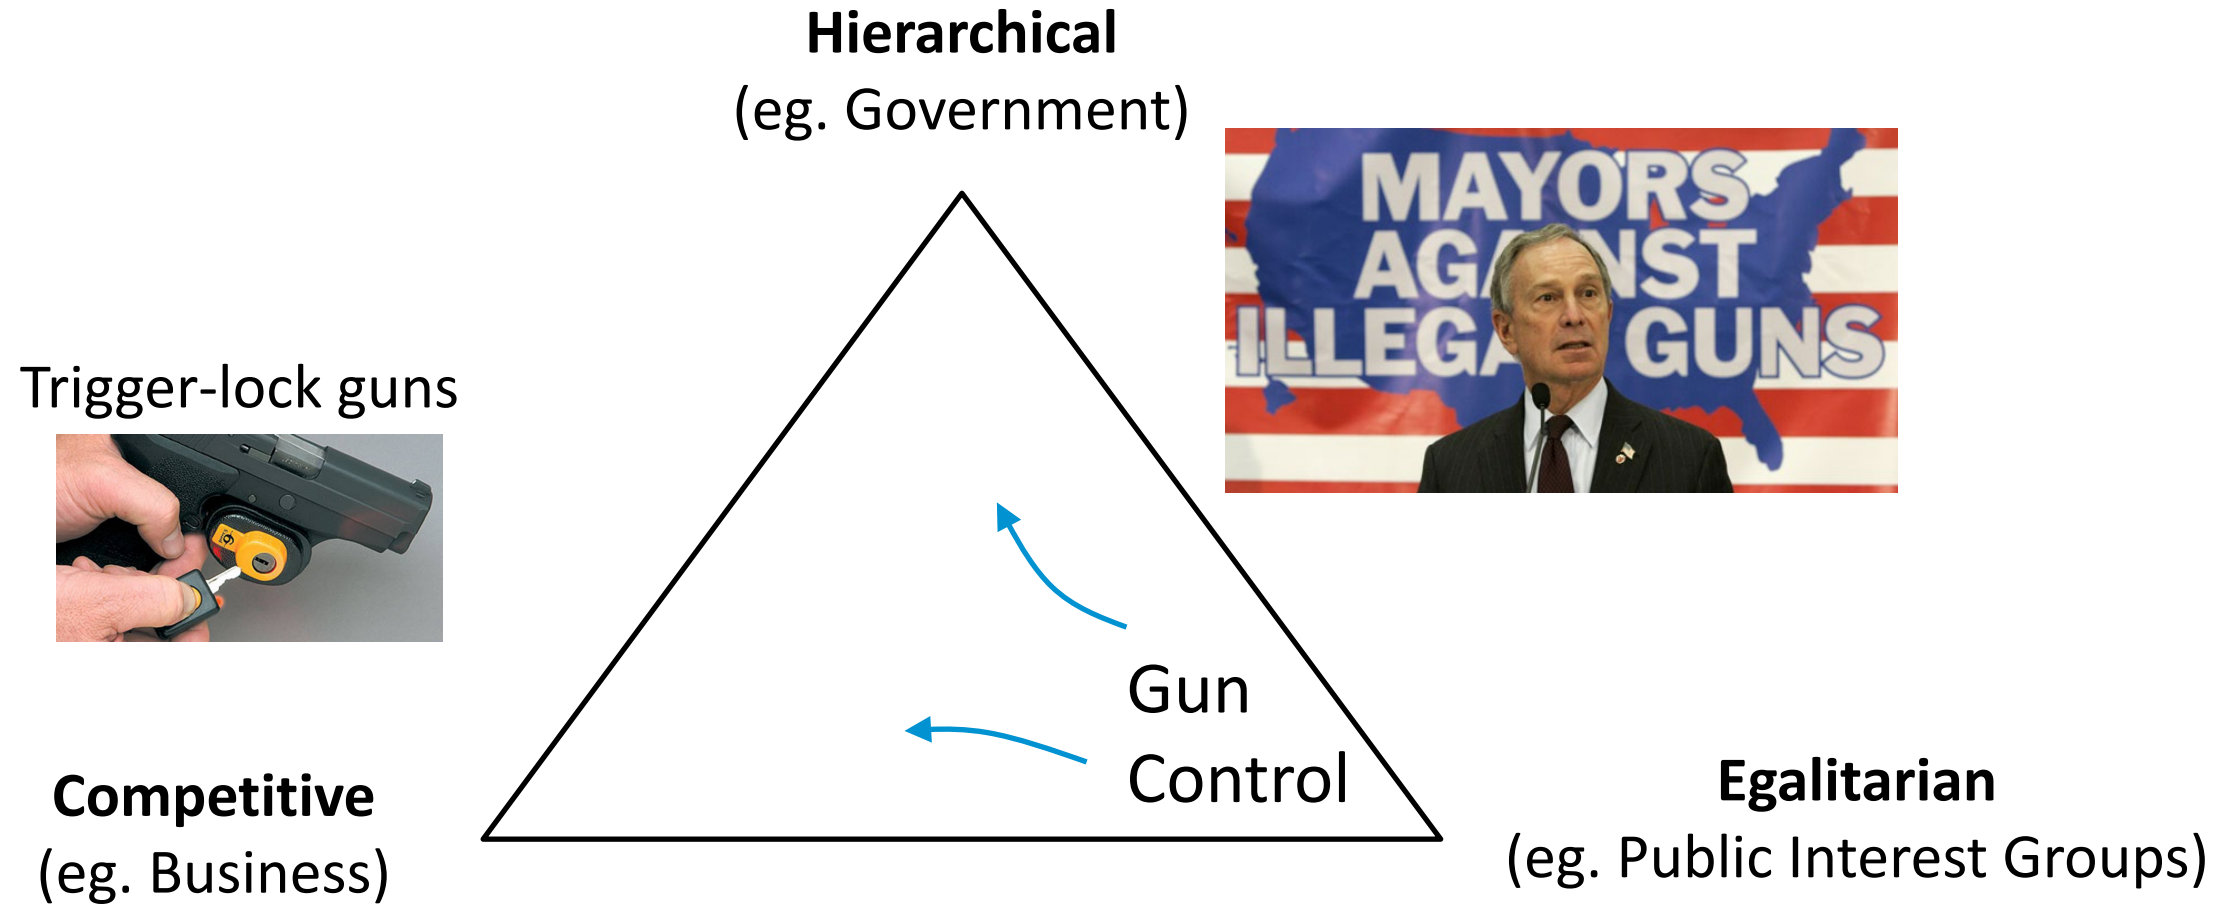 Hierarchical
(eg. Government)
MAYORS
AGAINST
ILLEGAL GUNS
Trigger-lock guns
Gun
Control
Competitive
(eg. Business)
Egalitarian
(eg. Public Interest Groups)